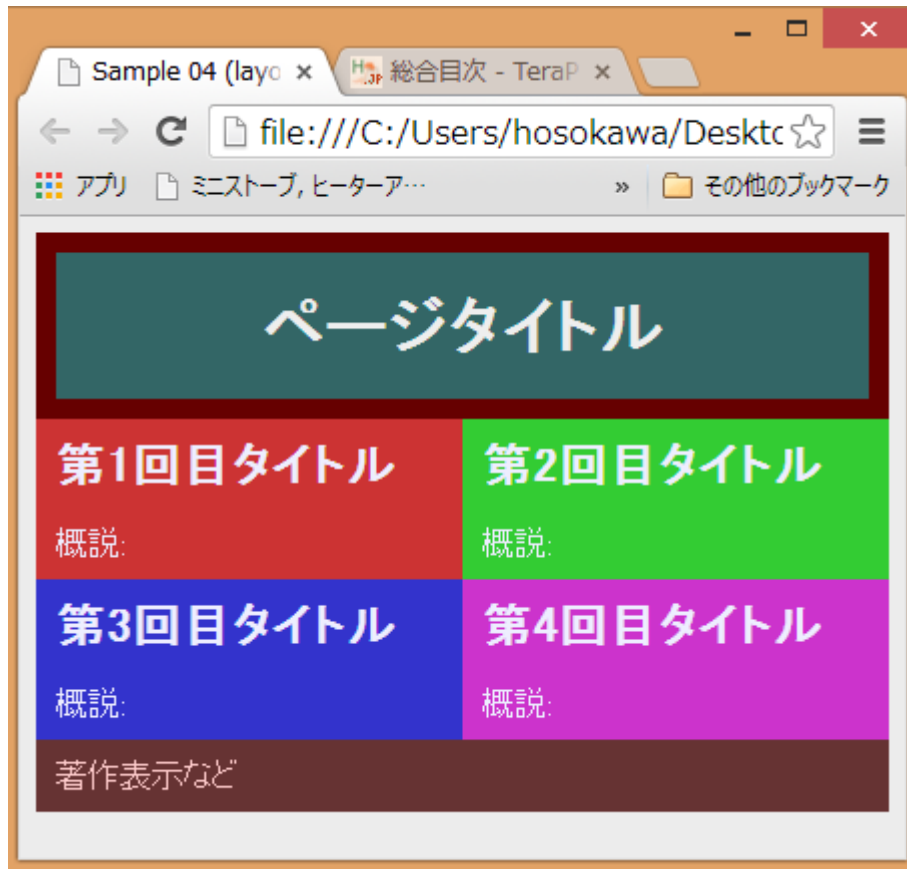 Sample 04 (layo
総合目次 - TeraP
file:///C:/Users/hosokawa/Deskto
アプリ ミニストーブ, ヒーターア… » その他のブックマーク
ページタイトル
第1回目タイトル 第2回目タイトル
概説: 概説:
第3回目タイトル 第4回目タイトル
概説: 概説:
著作表示など